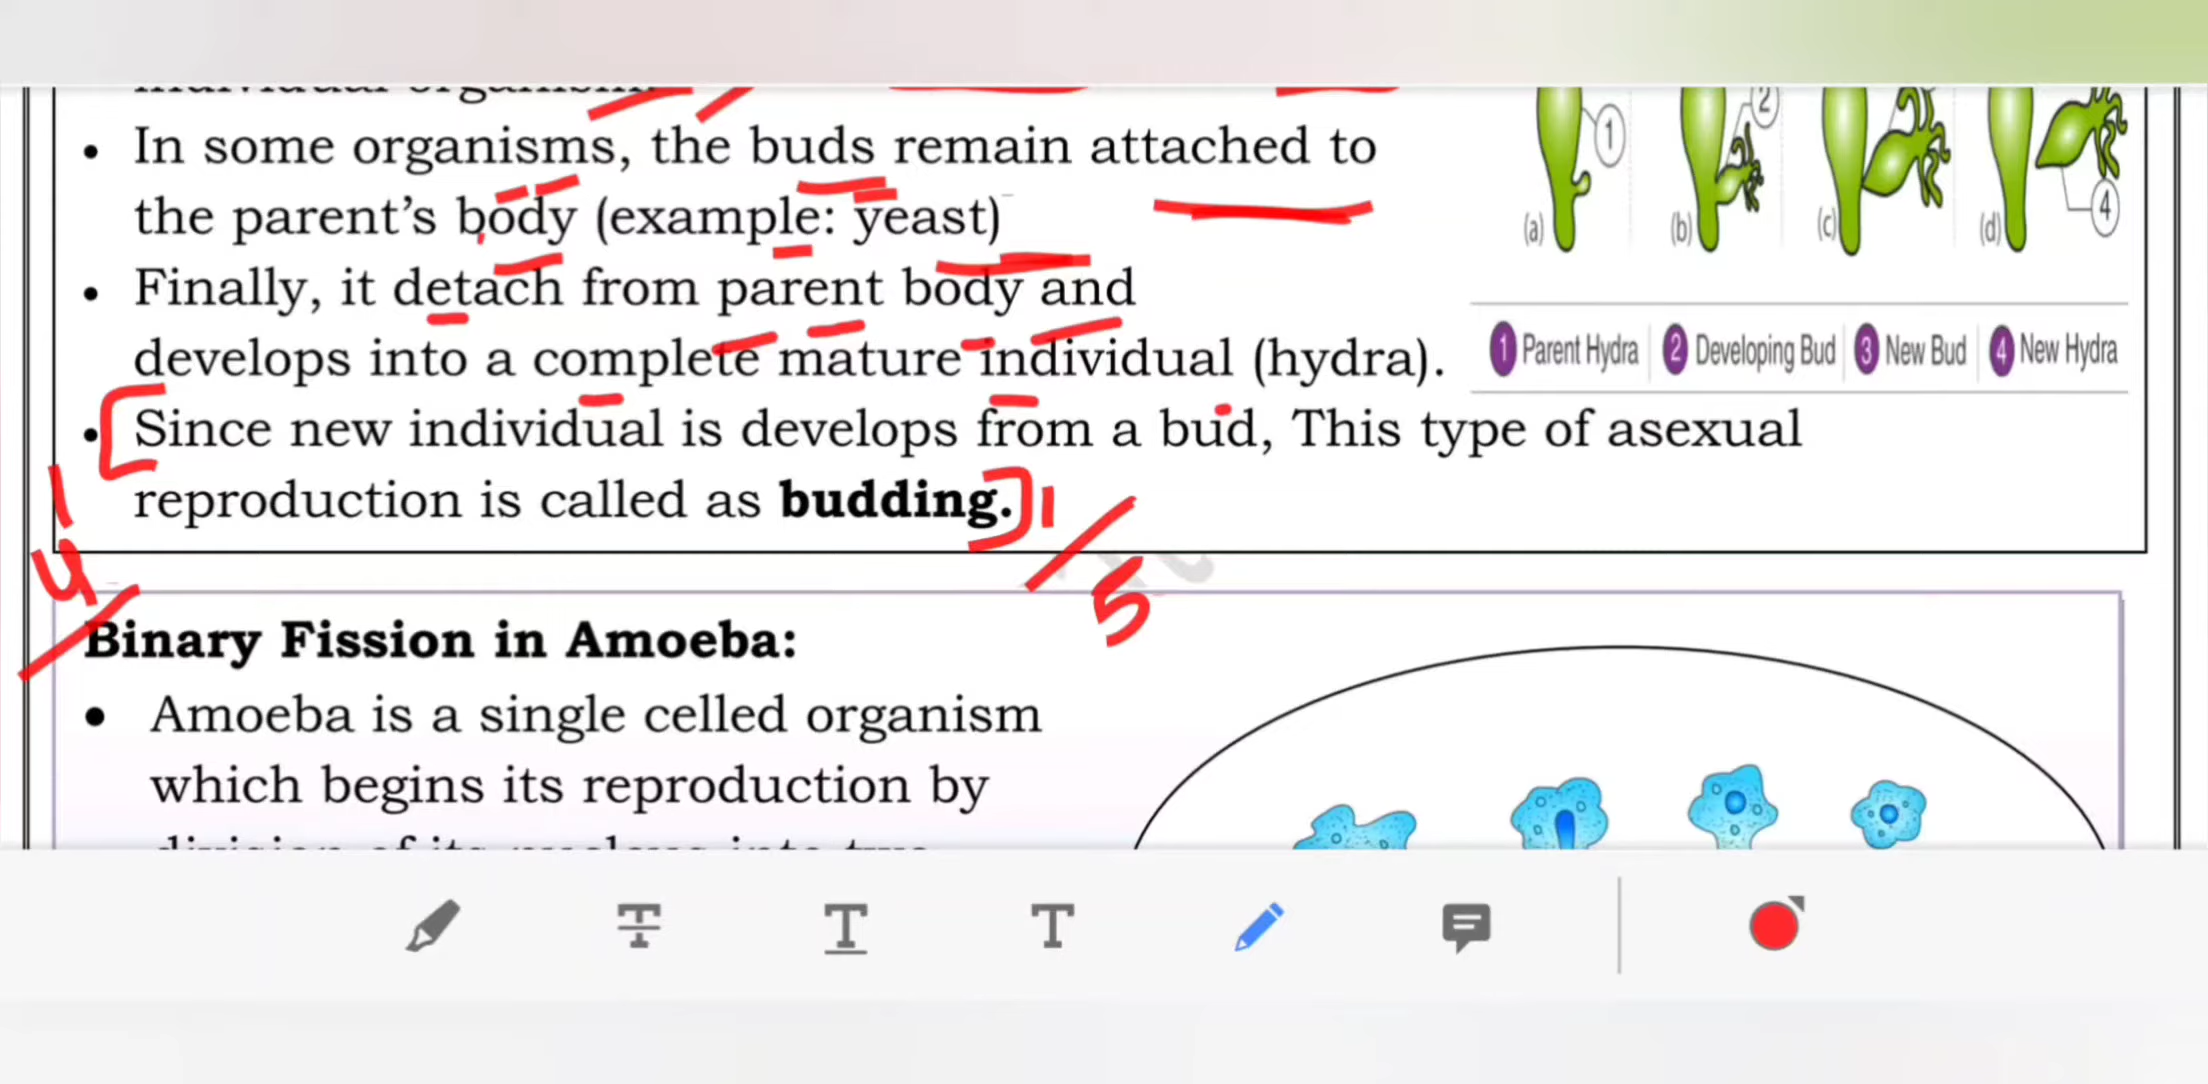 • In some organisms, the buds remain attached to
the parent's body (example: yeast)
• Finally, it detach from parent body and
develops into a complete mature individual (hydra).
• Since new individual is develops from a bud, This type of asexual
reproduction is called as budding.
1
2
4
(a)
(b)
(c)
(d)
1 Parent Hydra 2 Developing Bud 3 New Bud 4 New Hydra
1/5
4
Binary Fission in Amoeba:
• Amoeba is a single celled organism
which begins its reproduction by
T T T